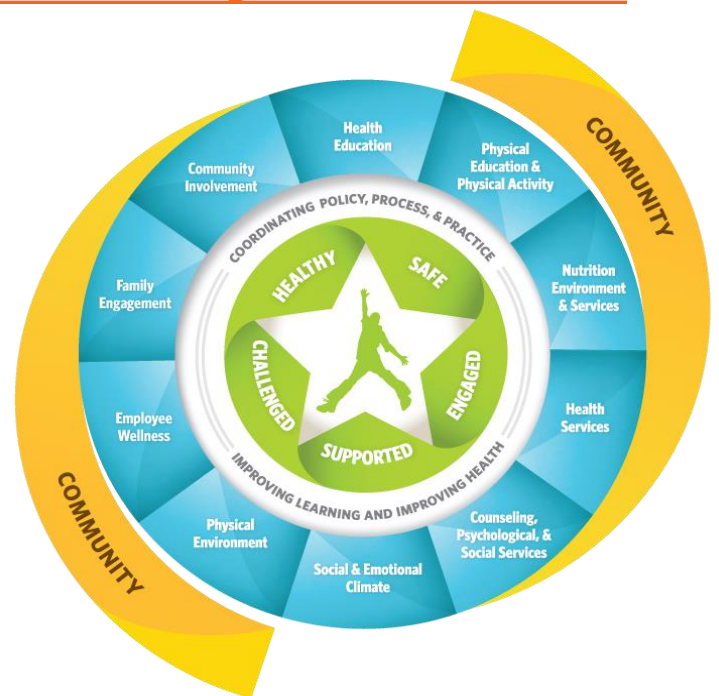 COMMUNITY
Health
Education
Physical
Education &
Physical Activity
Nutrition
Environment
& Services
Health
Services
Counseling,
Psychological, &
Social Services
Social & Emotional
Climate
Physical
Environment
Employee
Wellness
Family
Engagement
Community
Involvement
COORDINATING POLICY, PROCESS, & PRACTICE
HEALTHY
SAFE
ENGAGED
SUPPORTED
CHALLENGED
IMPROVING LEARNING AND IMPROVING HEALTH
COMMUNITY